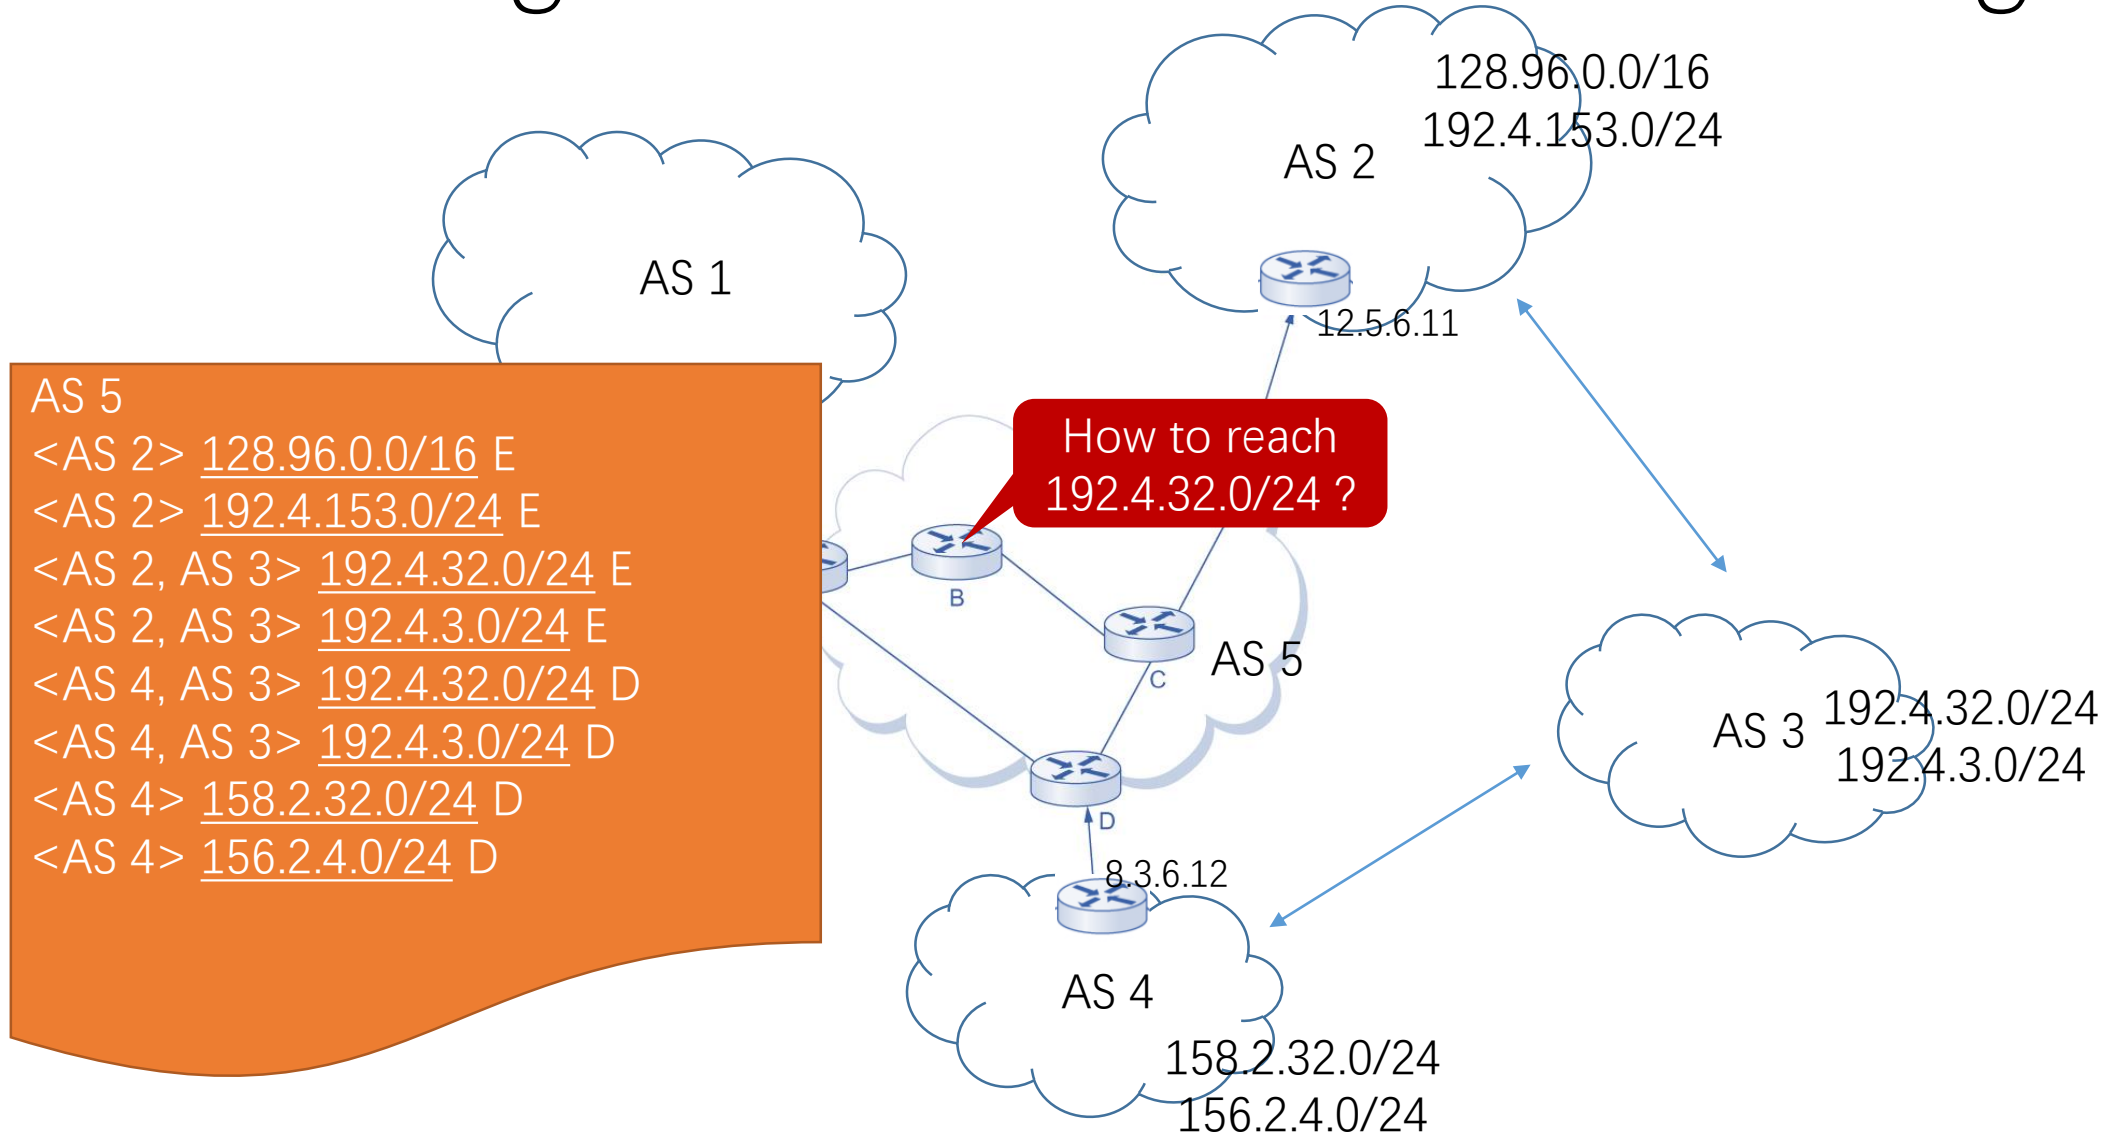 128.96.0.0/16
192.4.153.0/24
AS 2
12.5.6.11
AS 1
AS 5
<AS 2> 128.96.0.0/16 E
<AS 2> 192.4.153.0/24 E
<AS 2, AS 3> 192.4.32.0/24 E
<AS 2, AS 3> 192.4.3.0/24 E
<AS 4, AS 3> 192.4.32.0/24 D
<AS 4, AS 3> 192.4.3.0/24 D
<AS 4> 158.2.32.0/24 D
<AS 4> 156.2.4.0/24 D
How to reach
192.4.32.0/24 ?
B
C
AS 5
D
AS 3
192.4.32.0/24
192.4.3.0/24
8.3.6.12
AS 4
158.2.32.0/24
156.2.4.0/24